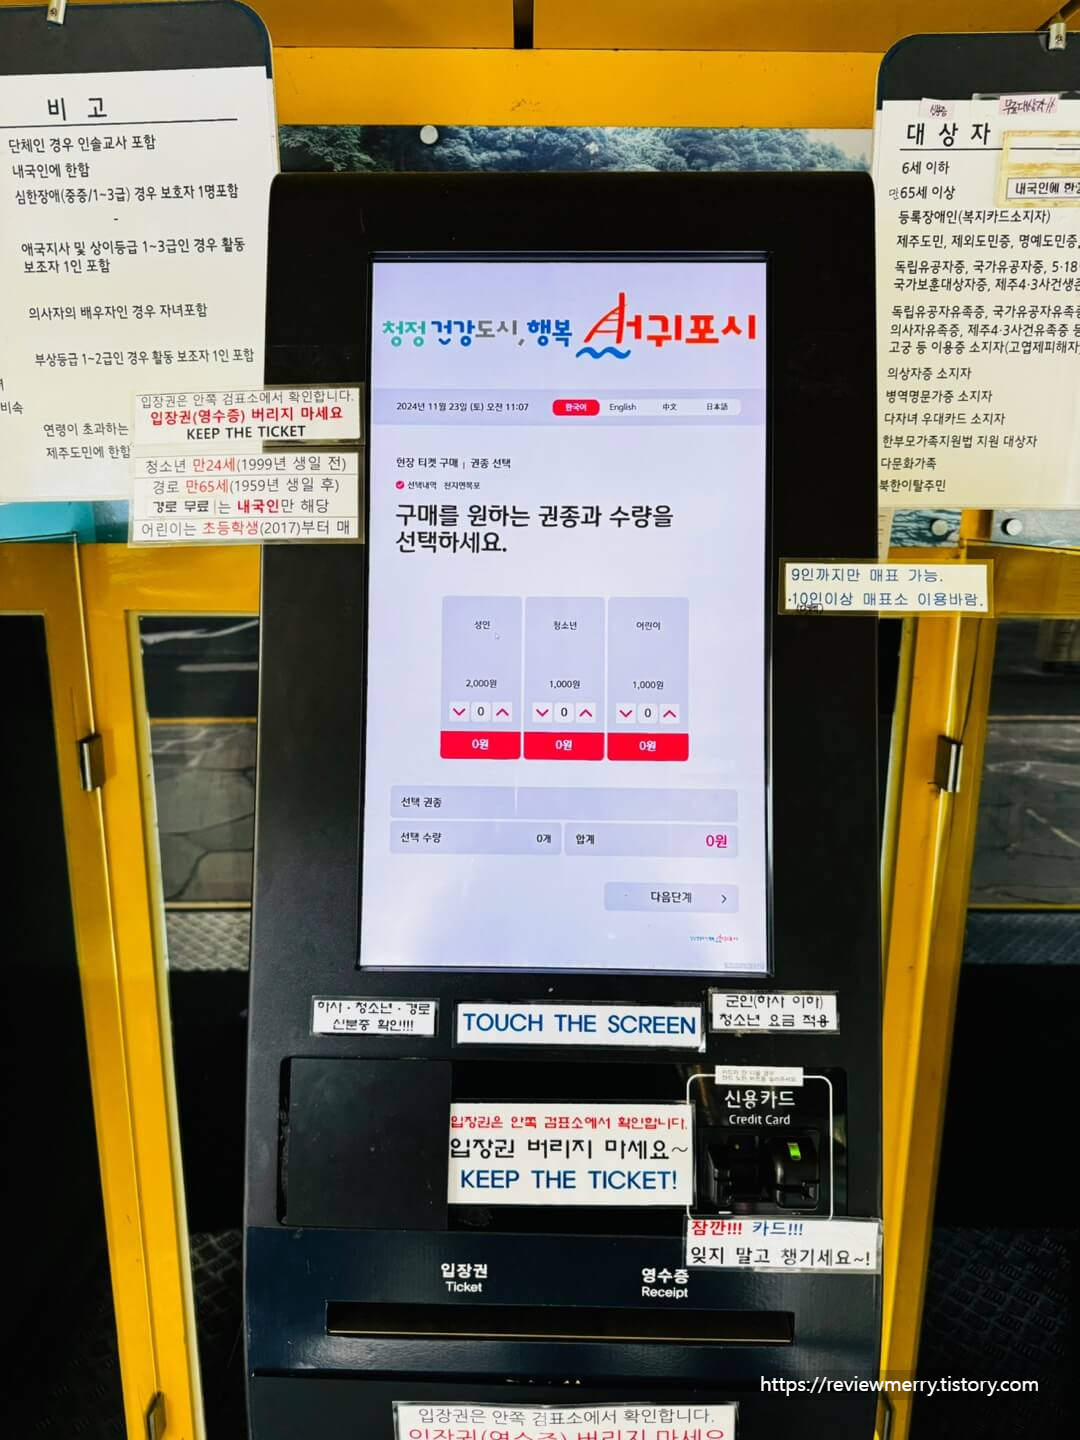 비 고
단체인 경우 인솔교사 포함
내국인에 한함
심한장애(중증/1~3급) 경우 보호자 1명포함
-
애국지사 및 상이등급 1~3급인 경우 활동
보조자 1인 포함
의사자의 배우자인 경우 자녀포함
부상등급 1~2급인 경우 활동 보조자 1인 포함
비속
연령이 초과하는
제주도민에 한함
입장권은 안쪽 검표소에서 확인합니다.
입장권(영수증) 버리지 마세요
KEEP THE TICKET
청소년 만24세(1999년 생일 전)
경로 만65세(1959년 생일 후)
경로 무료는 내국인만 해당
어린이는 초등학생(2017)부터 매
무료대상자
대 상 자
6세 이하
만65세 이상
내국인에 한
등록장애인(복지카드소지자)
제주도민, 제외도민증, 명예도민증,
독립유공자증, 국가유공자증, 5·18
국가보훈대상자증, 제주4·3사건생존
독립유공자유족증, 국가유공자유족
의사자유족증, 제주4·3사건유족증 등
고궁 등 이용증 소지자(고엽제피해자
의상자증 소지자
병역명문가증 소지자
다자녀 우대카드 소지자
한부모가족지원법 지원 대상자
다문화가족
북한이탈주민
9인까지만 매표 가능.
·10인이상 매표소 이용바람.
청정 건강도시, 행복 서귀포시
2024년 11월 23일 (토) 오전 11:07
한국어 English 中文 日本語
현장 티켓 구매 | 권종 선택
선택내역 천지연폭포
구매를 원하는 권종과 수량을
선택하세요.
성인 청소년 어린이
2,000원 1,000원 1,000원
0 0 0
0원 0원 0원
선택 권종
선택 수량 0개 합계 0원
다음단계 >
하사·청소년·경로
신분증 확인!!!
TOUCH THE SCREEN
군인(하사 이하)
청소년 요금 적용
입장권은 안쪽 검표소에서 확인합니다.
입장권 버리지 마세요~
KEEP THE TICKET!
신용카드
Credit Card
잠깐!!! 카드!!!
잊지 말고 챙기세요~!
입장권
Ticket
영수증
Receipt
입장권은 안쪽 검표소에서 확인합니다.
입장권(영수증) 버리지 마세요
https://reviewmerry.tistory.com